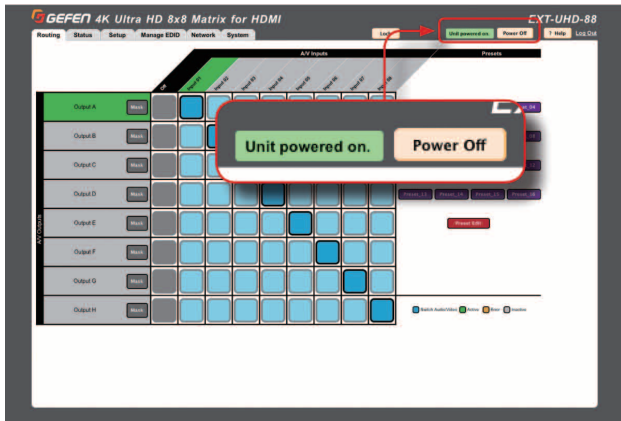 GEFEN 4K Ultra HD 8x8 Matrix for HDMI
EXT-UHD-88
Routing Status Setup Manage EDID Network System
Lock
Unit powered on. Power Off
? Help Log Out
A/V Inputs
Presets
Off Input 01 Input 02 Input 03 Input 04 Input 05 Input 06 Input 07 Input 08
Output A Mask
Output B Mask
Output C Mask
Output D Mask
Output E Mask
Output F Mask
Output G Mask
Output H Mask
A/V Outputs
Unit powered on. Power Off
Preset_13 Preset_14 Preset_15 Preset_16
Preset Edit
Switch Audio/Video Active Error Inactive